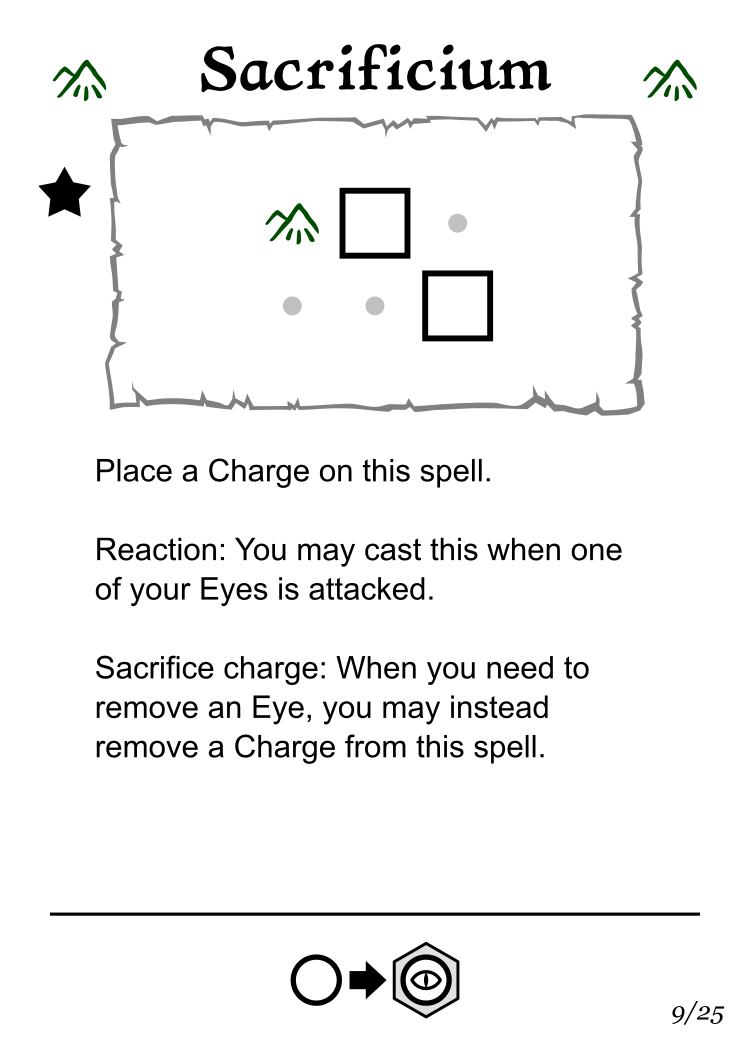 Sacrificium
Place a Charge on this spell.
Reaction: You may cast this when one
of your Eyes is attacked.
Sacrifice charge: When you need to
remove an Eye, you may instead
remove a Charge from this spell.
9/25